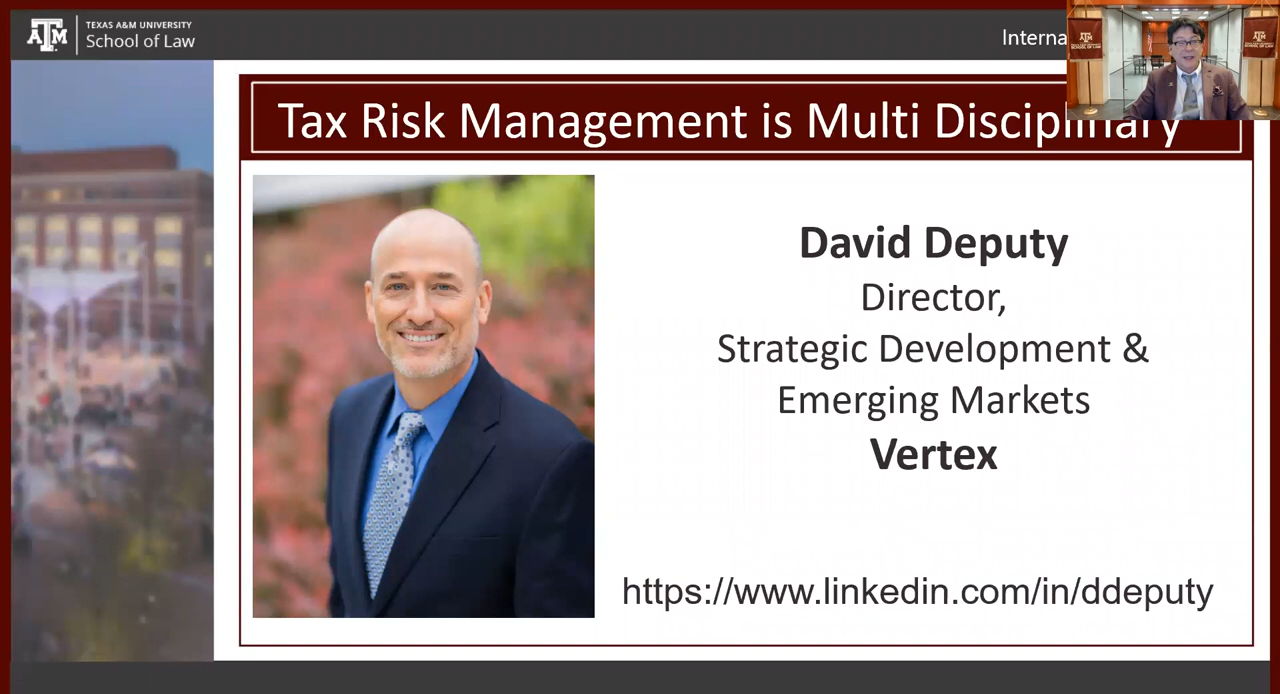 TEXAS A&M UNIVERSITY
School of Law
Tax Risk Management is Multi Disciplinary
David Deputy
Director,
Strategic Development &
Emerging Markets
Vertex
https://www.linkedin.com/in/ddeputy